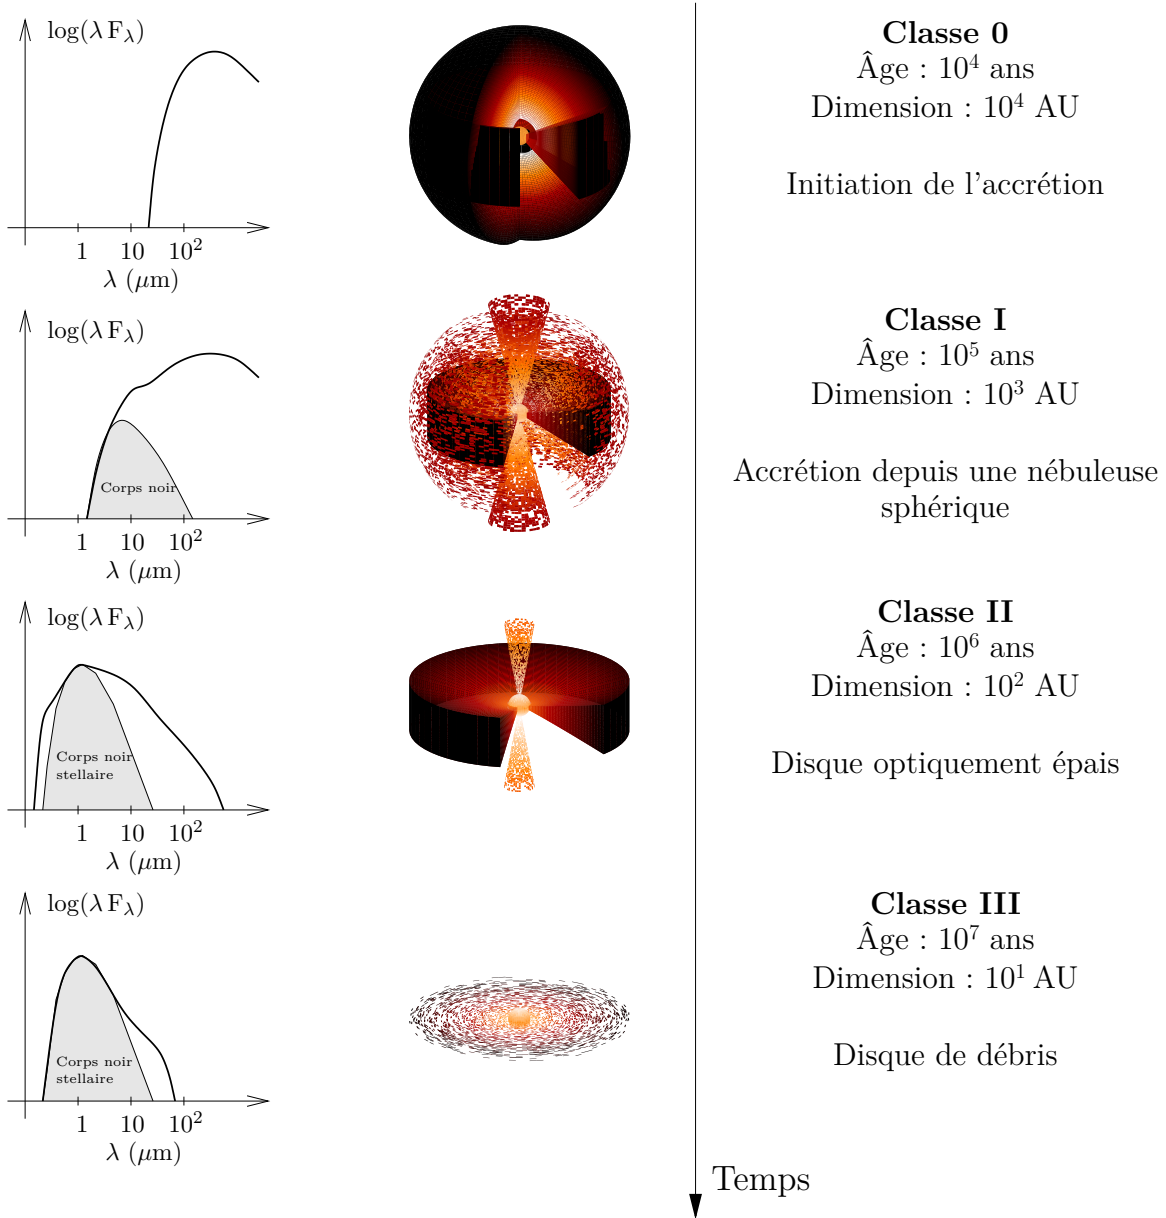 log(λ F_λ)
1 10 10²
λ (μm)
Classe 0
Âge : 10⁴ ans
Dimension : 10⁴ AU
Initiation de l'accrétion
log(λ F_λ)
Corps noir
1 10 10²
λ (μm)
Classe I
Âge : 10⁵ ans
Dimension : 10³ AU
Accrétion depuis une nébuleuse
sphérique
log(λ F_λ)
Corps noir
stellaire
1 10 10²
λ (μm)
Classe II
Âge : 10⁶ ans
Dimension : 10² AU
Disque optiquement épais
log(λ F_λ)
Corps noir
stellaire
1 10 10²
λ (μm)
Classe III
Âge : 10⁷ ans
Dimension : 10¹ AU
Disque de débris
Temps